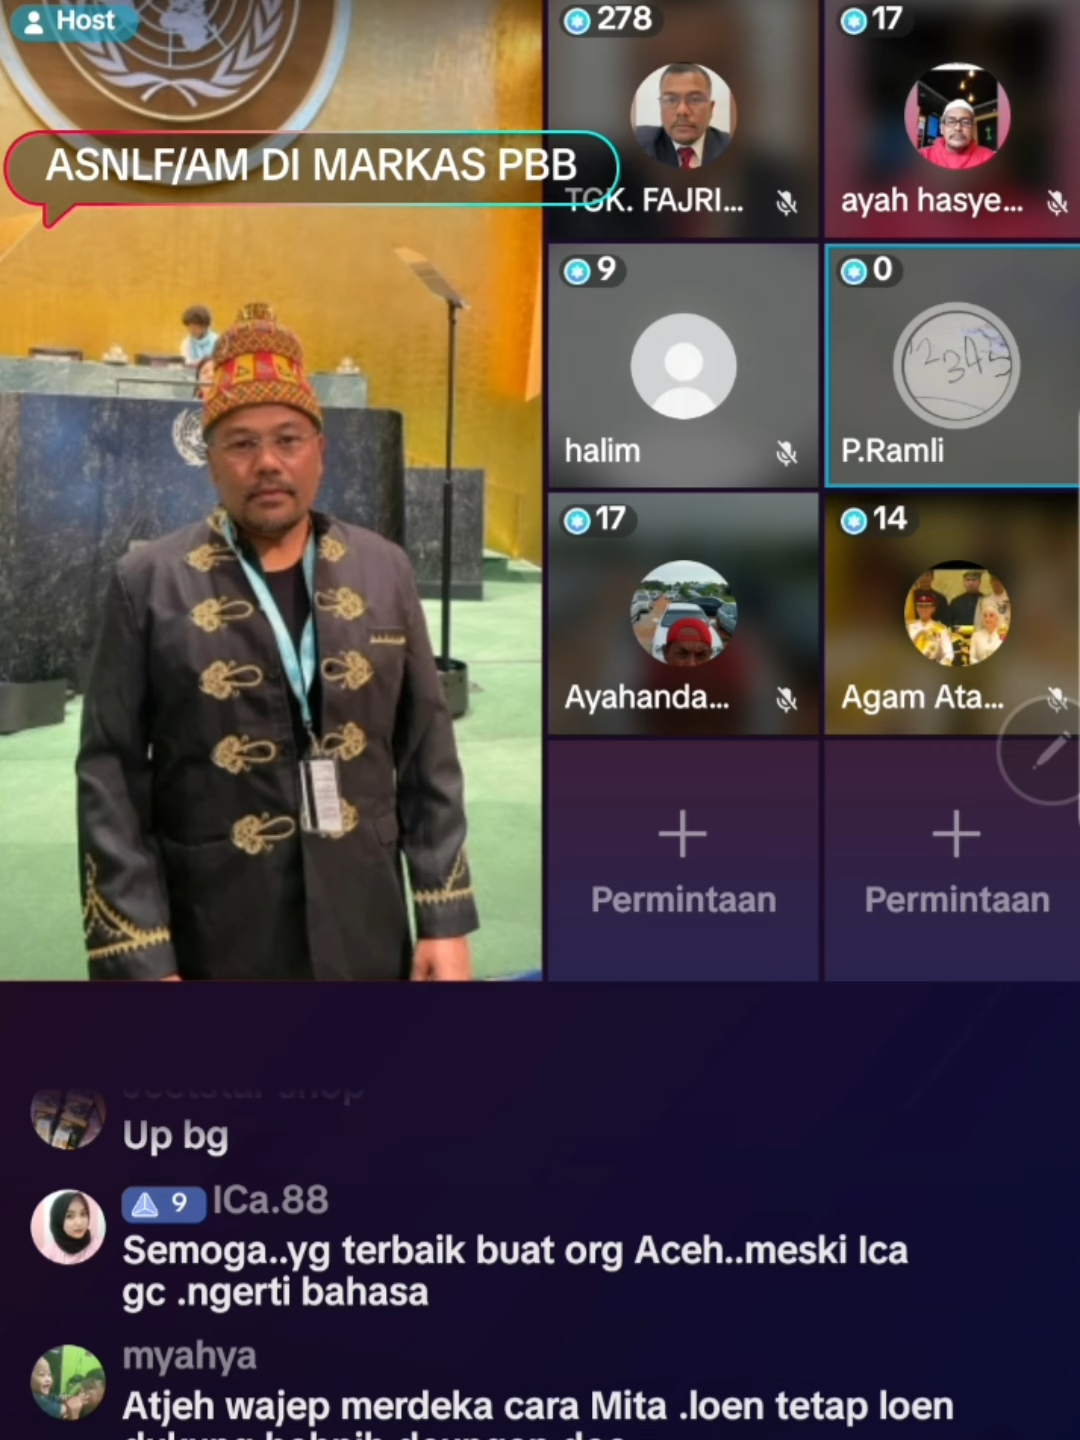 Host
ASNLF/AM DI MARKAS PBB
278
TGK. FAJRI...
17
ayah hasye...
9
halim
0
12345
P.Ramli
17
Ayahanda...
14
Agam Ata...
Permintaan
Permintaan
Up bg
9 ICa.88
Semoga..yg terbaik buat org Aceh..meski Ica
gc .ngerti bahasa
myahya
Atjeh wajep merdeka cara Mita .loen tetap loen